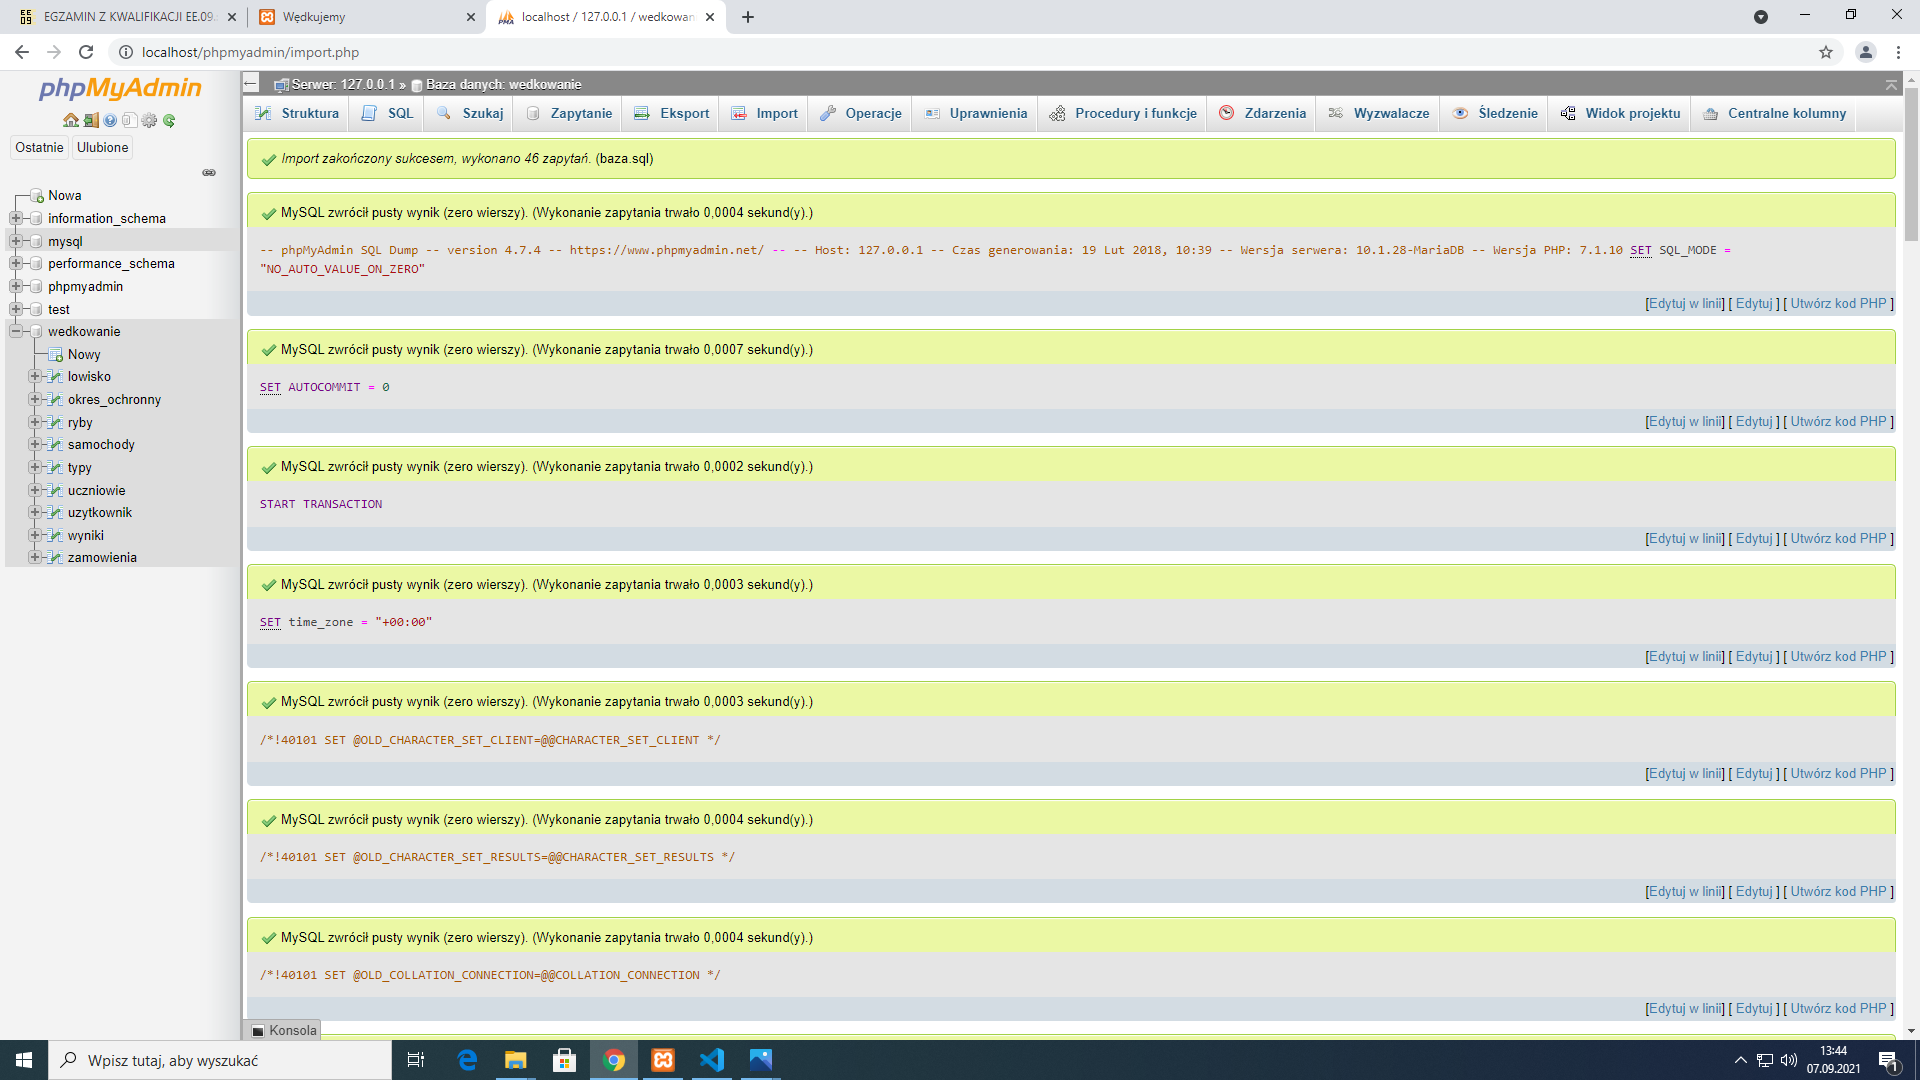 EGZAMIN Z KWALIFIKACJI EE.09
Wędkujemy
localhost / 127.0.0.1 / wedkowan
localhost/phpmyadmin/import.php
phpMyAdmin
Ostatnie
Ulubione
Nowa
information_schema
mysql
performance_schema
phpmyadmin
test
wedkowanie
Nowy
lowisko
okres_ochronny
ryby
samochody
typy
uczniowie
uzytkownik
wyniki
zamowienia
Serwer: 127.0.0.1 » Baza danych: wedkowanie
Struktura
SQL
Szukaj
Zapytanie
Eksport
Import
Operacje
Uprawnienia
Procedury i funkcje
Zdarzenia
Wyzwalacze
Śledzenie
Widok projektu
Centralne kolumny
Import zakończony sukcesem, wykonano 46 zapytań. (baza.sql)
MySQL zwrócił pusty wynik (zero wierszy). (Wykonanie zapytania trwało 0,0004 sekund(y).)
-- phpMyAdmin SQL Dump -- version 4.7.4 -- https://www.phpmyadmin.net/ -- -- Host: 127.0.0.1 -- Czas generowania: 19 Lut 2018, 10:39 -- Wersja serwera: 10.1.28-MariaDB -- Wersja PHP: 7.1.10 SET SQL_MODE =
"NO_AUTO_VALUE_ON_ZERO"
[Edytuj w linii] [ Edytuj ] [ Utwórz kod PHP ]
MySQL zwrócił pusty wynik (zero wierszy). (Wykonanie zapytania trwało 0,0007 sekund(y).)
SET AUTOCOMMIT = 0
[Edytuj w linii] [ Edytuj ] [ Utwórz kod PHP ]
MySQL zwrócił pusty wynik (zero wierszy). (Wykonanie zapytania trwało 0,0002 sekund(y).)
START TRANSACTION
[Edytuj w linii] [ Edytuj ] [ Utwórz kod PHP ]
MySQL zwrócił pusty wynik (zero wierszy). (Wykonanie zapytania trwało 0,0003 sekund(y).)
SET time_zone = "+00:00"
[Edytuj w linii] [ Edytuj ] [ Utwórz kod PHP ]
MySQL zwrócił pusty wynik (zero wierszy). (Wykonanie zapytania trwało 0,0003 sekund(y).)
/*!40101 SET @OLD_CHARACTER_SET_CLIENT=@@CHARACTER_SET_CLIENT */
[Edytuj w linii] [ Edytuj ] [ Utwórz kod PHP ]
MySQL zwrócił pusty wynik (zero wierszy). (Wykonanie zapytania trwało 0,0004 sekund(y).)
/*!40101 SET @OLD_CHARACTER_SET_RESULTS=@@CHARACTER_SET_RESULTS */
[Edytuj w linii] [ Edytuj ] [ Utwórz kod PHP ]
MySQL zwrócił pusty wynik (zero wierszy). (Wykonanie zapytania trwało 0,0004 sekund(y).)
/*!40101 SET @OLD_COLLATION_CONNECTION=@@COLLATION_CONNECTION */
[Edytuj w linii] [ Edytuj ] [ Utwórz kod PHP ]
Konsola
Wpisz tutaj, aby wyszukać
13:44
07.09.2021
1